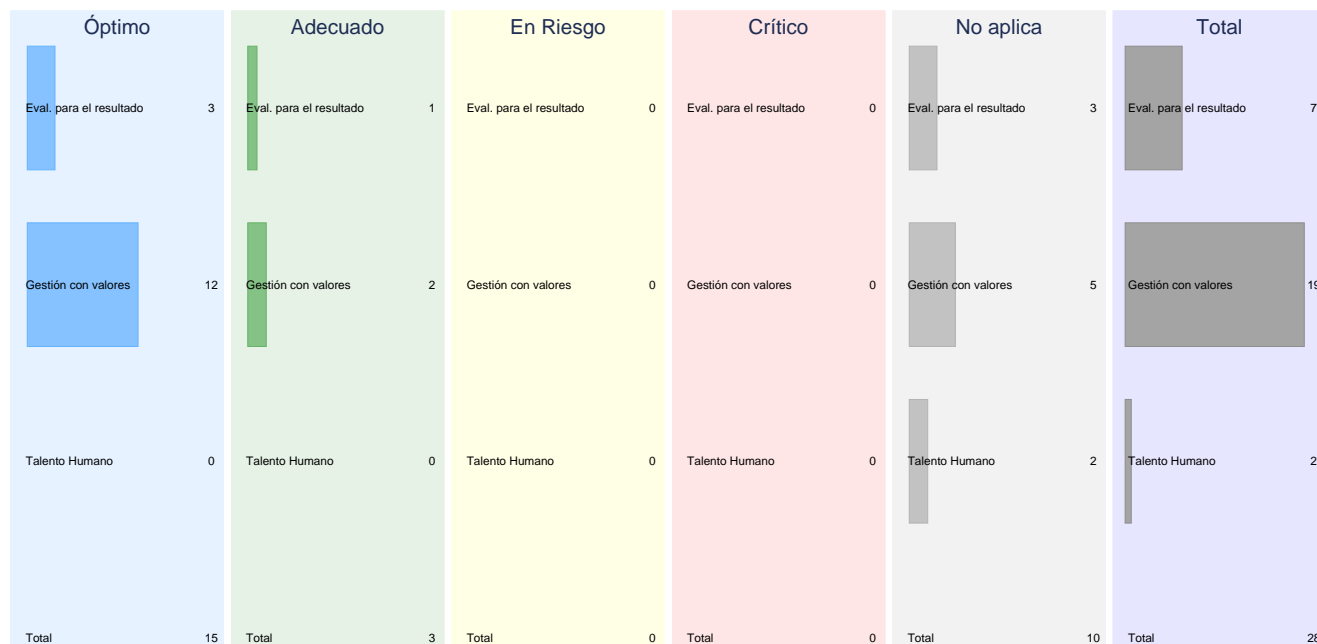 Óptimo Adecuado En Riesgo Crítico No aplica Total
Eval. para el resultado 3 Eval. para el resultado 1 Eval. para el resultado 0 Eval. para el resultado 0 Eval. para el resultado 3 Eval. para el resultado 7
Gestión con valores 12 Gestión con valores 2 Gestión con valores 0 Gestión con valores 0 Gestión con valores 5 Gestión con valores 19
Talento Humano 0 Talento Humano 0 Talento Humano 0 Talento Humano 0 Talento Humano 2 Talento Humano 2
Total 15 Total 3 Total 0 Total 0 Total 10 Total 28